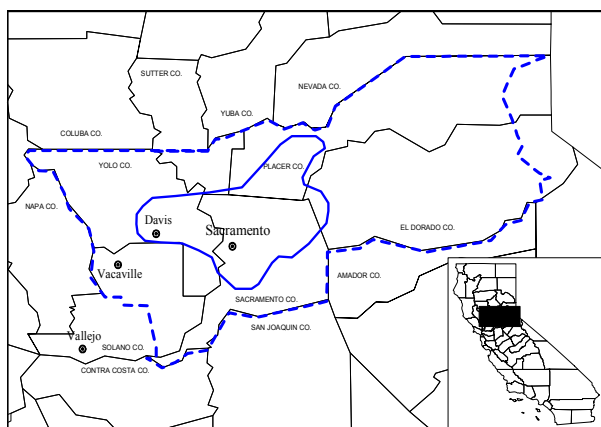 SUTTER CO.
NEVADA CO.
YUBA CO.
COLUBA CO.
YOLO CO.
PLACER CO.
NAPA CO.
Davis
Sacramento
EL DORADO CO.
Vacaville
AMADOR CO.
SACRAMENTO CO.
SAN JOAQUIN CO.
Vallejo
SOLANO CO.
CONTRA COSTA CO.